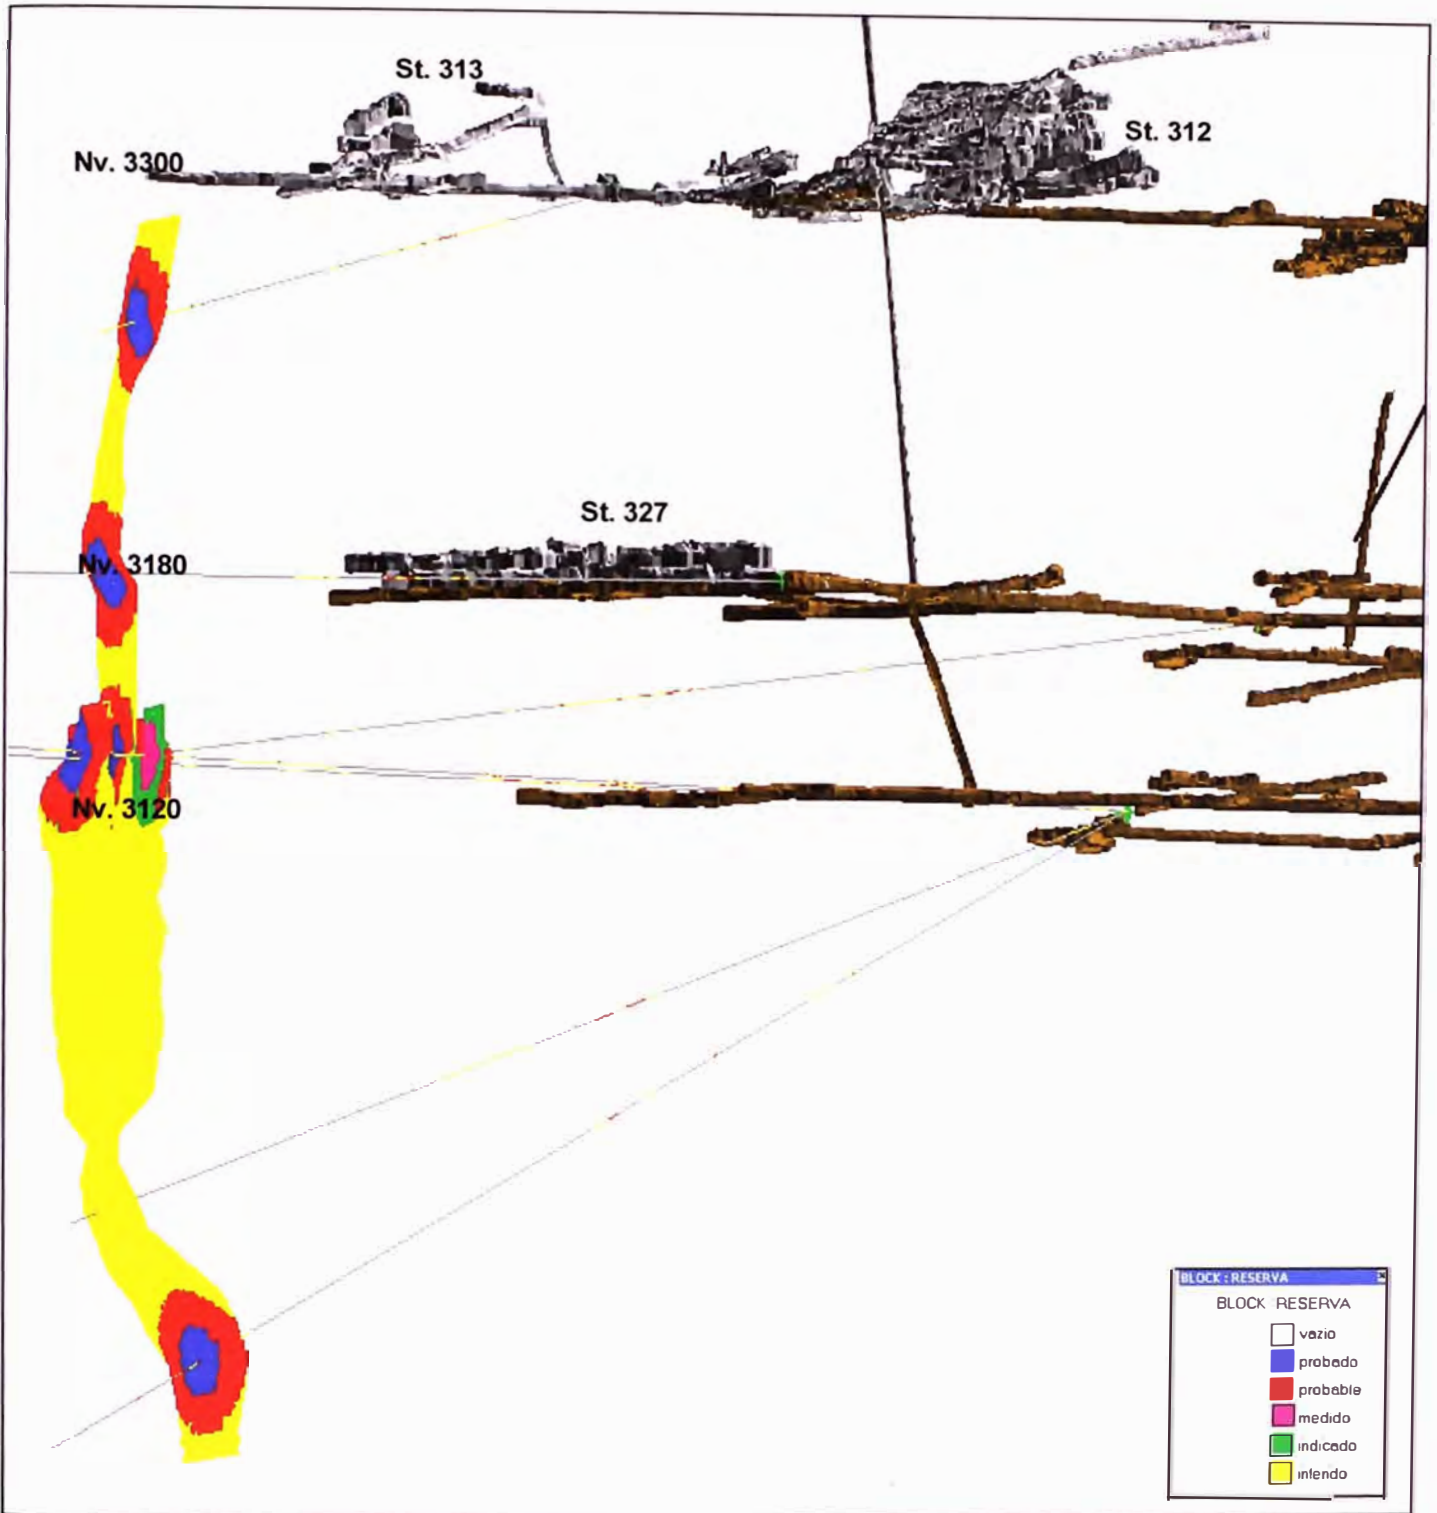 St. 313
St. 312
Nv. 3300
St. 327
Nv. 3180
Nv. 3120
BLOCK : RESERVA
BLOCK RESERVA
vazio
probado
probable
medido
indicado
infendo